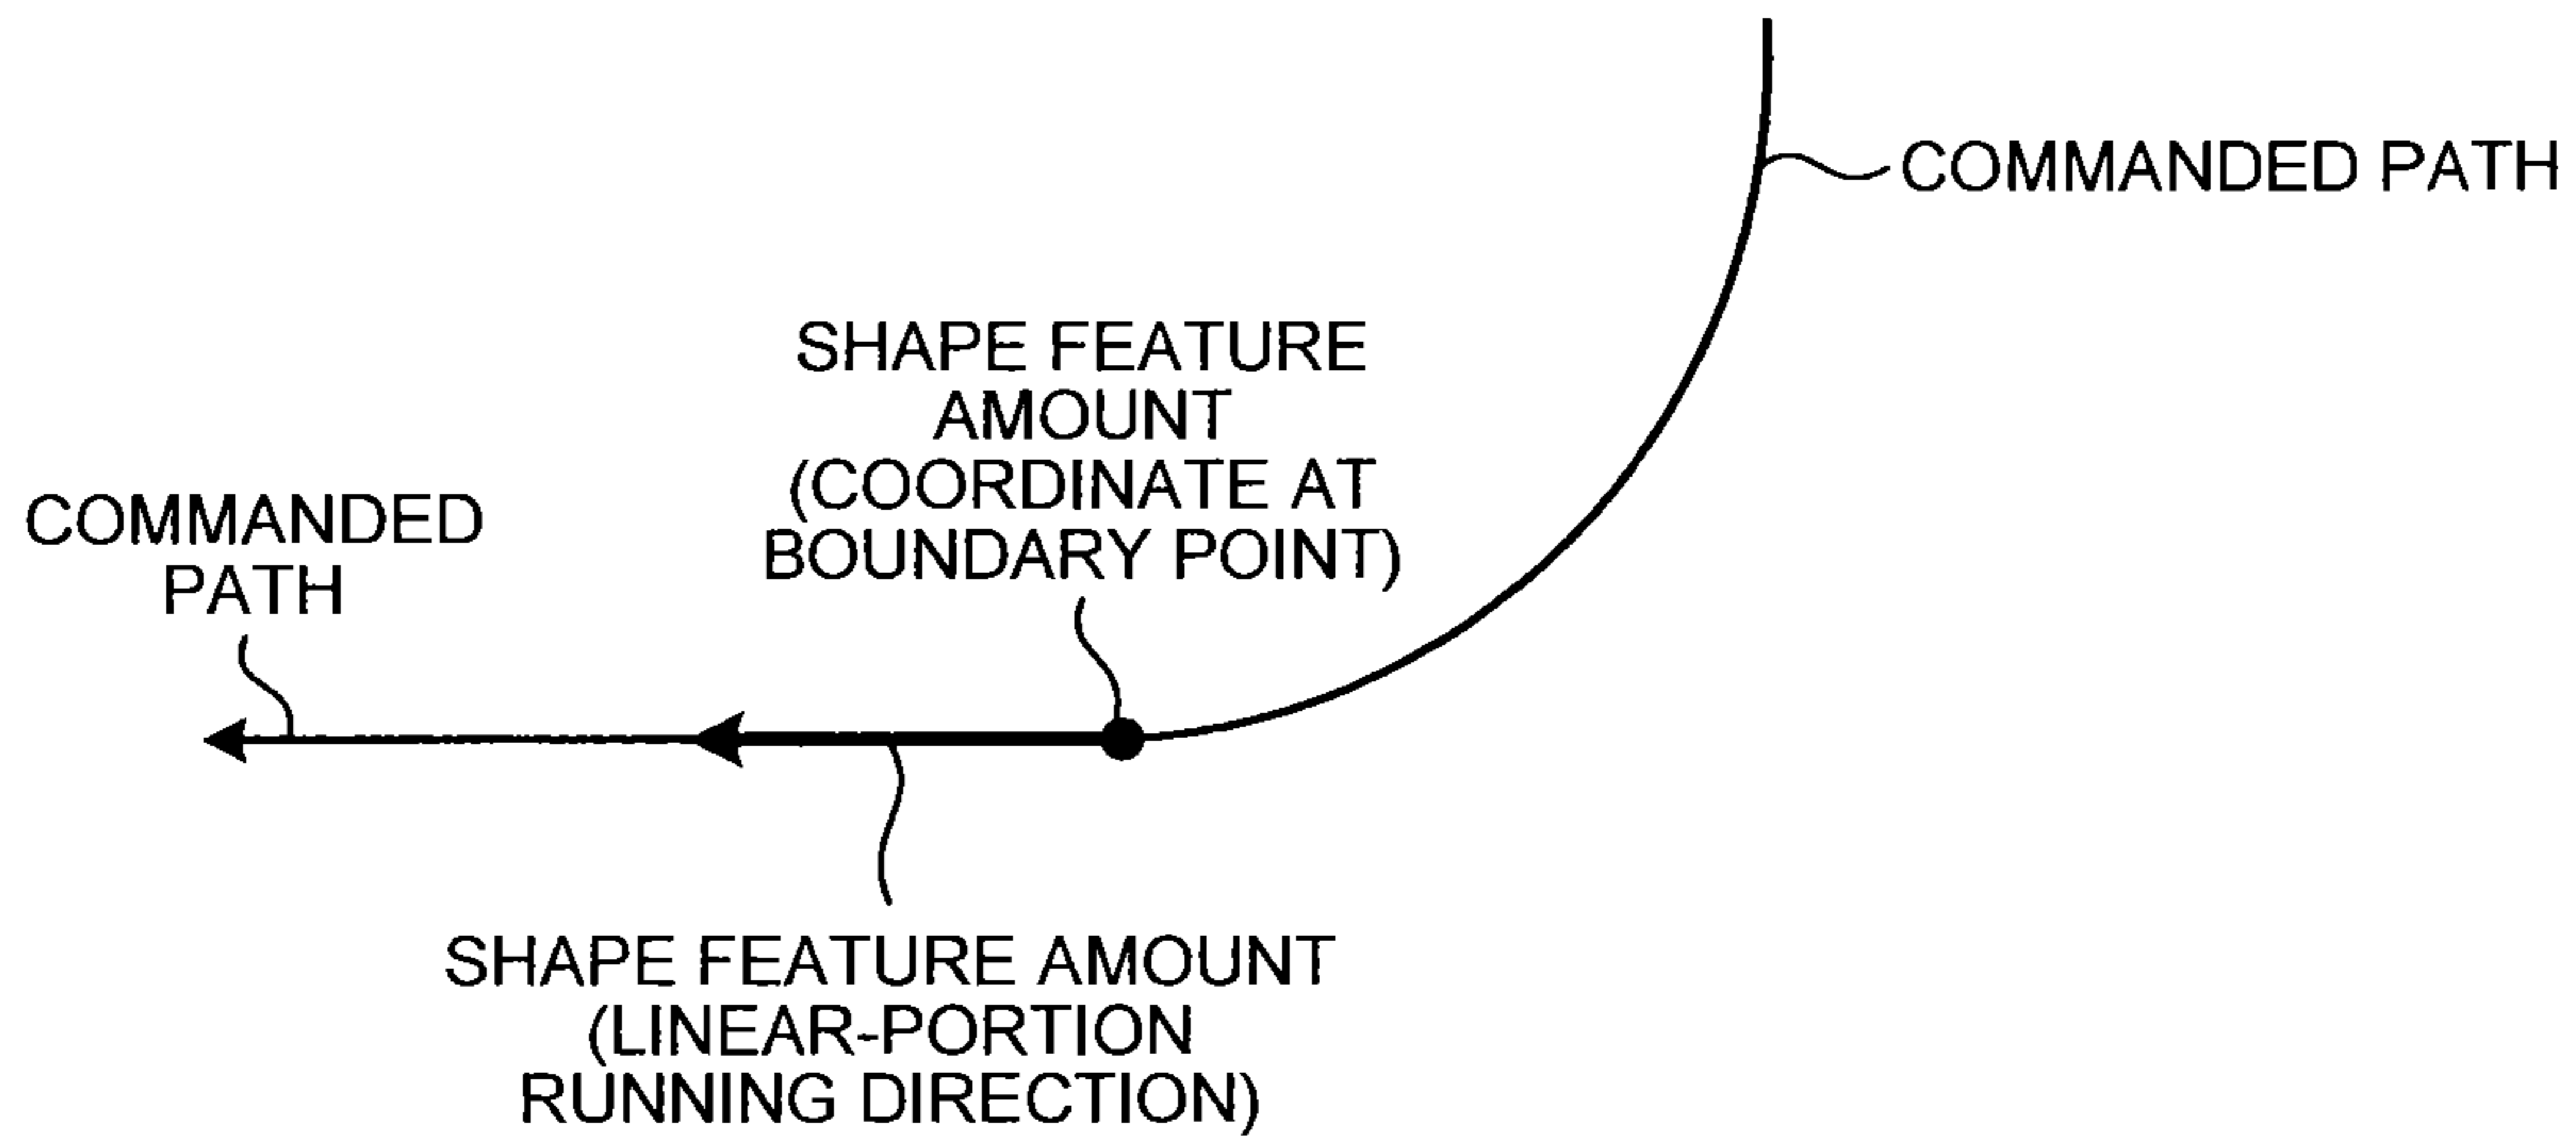 COMMANDED PATH
SHAPE FEATURE
AMOUNT
(COORDINATE AT
BOUNDARY POINT)
COMMANDED
PATH
SHAPE FEATURE AMOUNT
(LINEAR-PORTION
RUNNING DIRECTION)